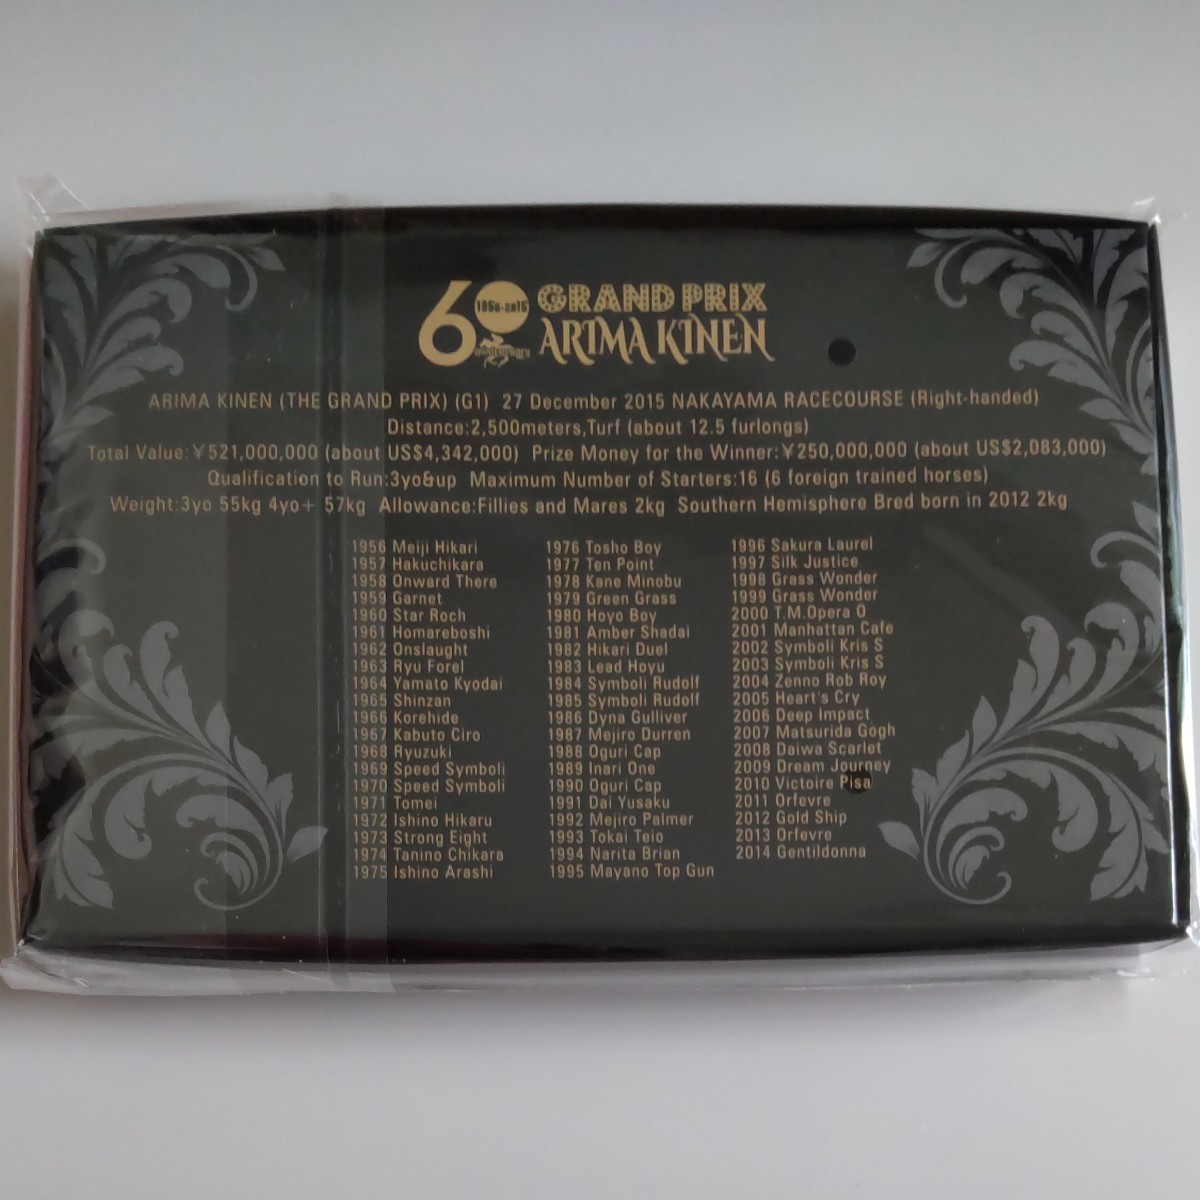 60 1956-2015 GRAND PRIX
anniversary ARIMA KINEN
ARIMA KINEN (THE GRAND PRIX) (G1) 27 December 2015 NAKAYAMA RACECOURSE (Right-handed)
Distance:2,500meters,Turf (about 12.5 furlongs)
Total Value:¥521,000,000 (about US$4,342,000) Prize Money for the Winner:¥250,000,000 (about US$2,083,000)
Qualification to Run:3yo&up Maximum Number of Starters:16 (6 foreign trained horses)
Weight:3yo 55kg 4yo+ 57kg Allowance:Fillies and Mares 2kg Southern Hemisphere Bred born in 2012 2kg
1956 Meiji Hikari
1957 Hakuchikara
1958 Onward There
1959 Garnet
1960 Star Roch
1961 Homareboshi
1962 Onslaught
1963 Ryu Forel
1964 Yamato Kyodai
1965 Shinzan
1966 Korehide
1967 Kabuto Ciro
1968 Ryuzuki
1969 Speed Symboli
1970 Speed Symboli
1971 Tomei
1972 Ishino Hikaru
1973 Strong Eight
1974 Tanino Chikara
1975 Ishino Arashi
1976 Tosho Boy
1977 Ten Point
1978 Kane Minobu
1979 Green Grass
1980 Hoyo Boy
1981 Amber Shadai
1982 Hikari Duel
1983 Lead Hoyu
1984 Symboli Rudolf
1985 Symboli Rudolf
1986 Dyna Gulliver
1987 Mejiro Durren
1988 Oguri Cap
1989 Inari One
1990 Oguri Cap
1991 Dai Yusaku
1992 Mejiro Palmer
1993 Tokai Teio
1994 Narita Brian
1995 Mayano Top Gun
1996 Sakura Laurel
1997 Silk Justice
1998 Grass Wonder
1999 Grass Wonder
2000 T.M.Opera O
2001 Manhattan Cafe
2002 Symboli Kris S
2003 Symboli Kris S
2004 Zenno Rob Roy
2005 Heart's Cry
2006 Deep Impact
2007 Matsurida Gogh
2008 Daiwa Scarlet
2009 Dream Journey
2010 Victoire Pisa
2011 Orfevre
2012 Gold Ship
2013 Orfevre
2014 Gentildonna